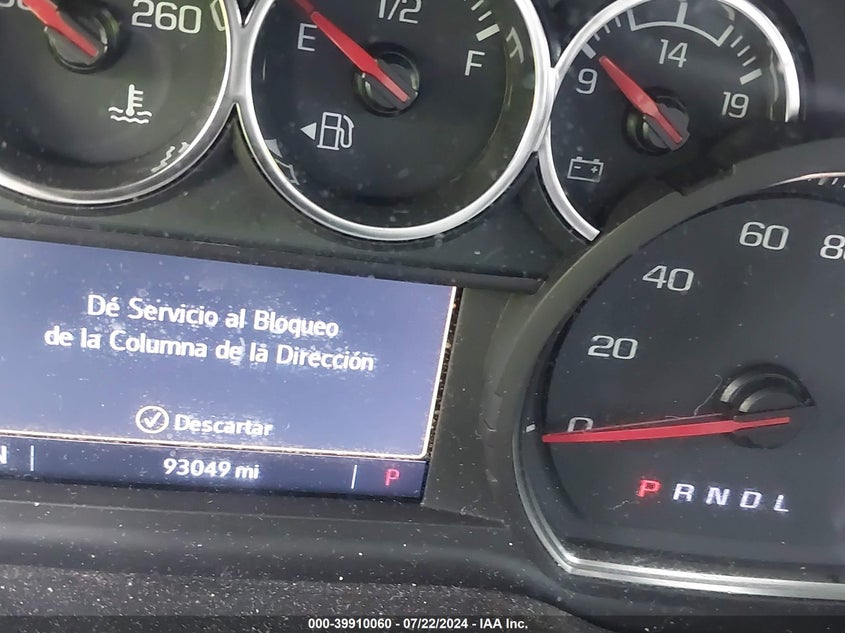 260
E
1/2
F
9
14
19
Dé Servicio al Bloqueo
de la Columna de la Dirección
Descartar
93049 mi
P
0
20
40
60
P R N D L
000-39910060 - 07/22/2024 - IAA Inc.